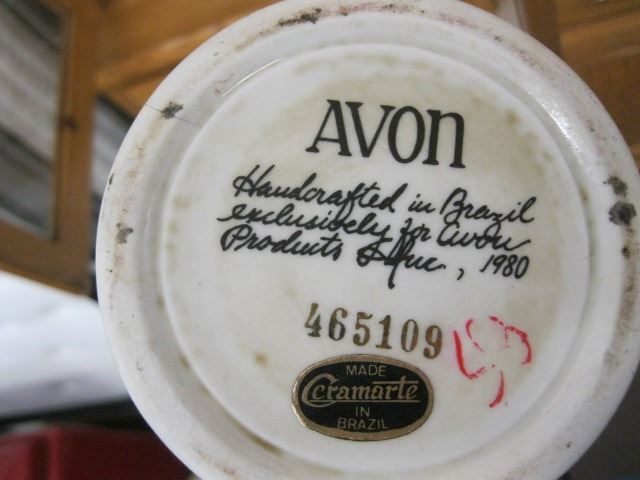 AVON
Handcrafted in Brazil
exclusively for Avon
Products Inc., 1980
465109
MADE
Ceramarte
IN
BRAZIL